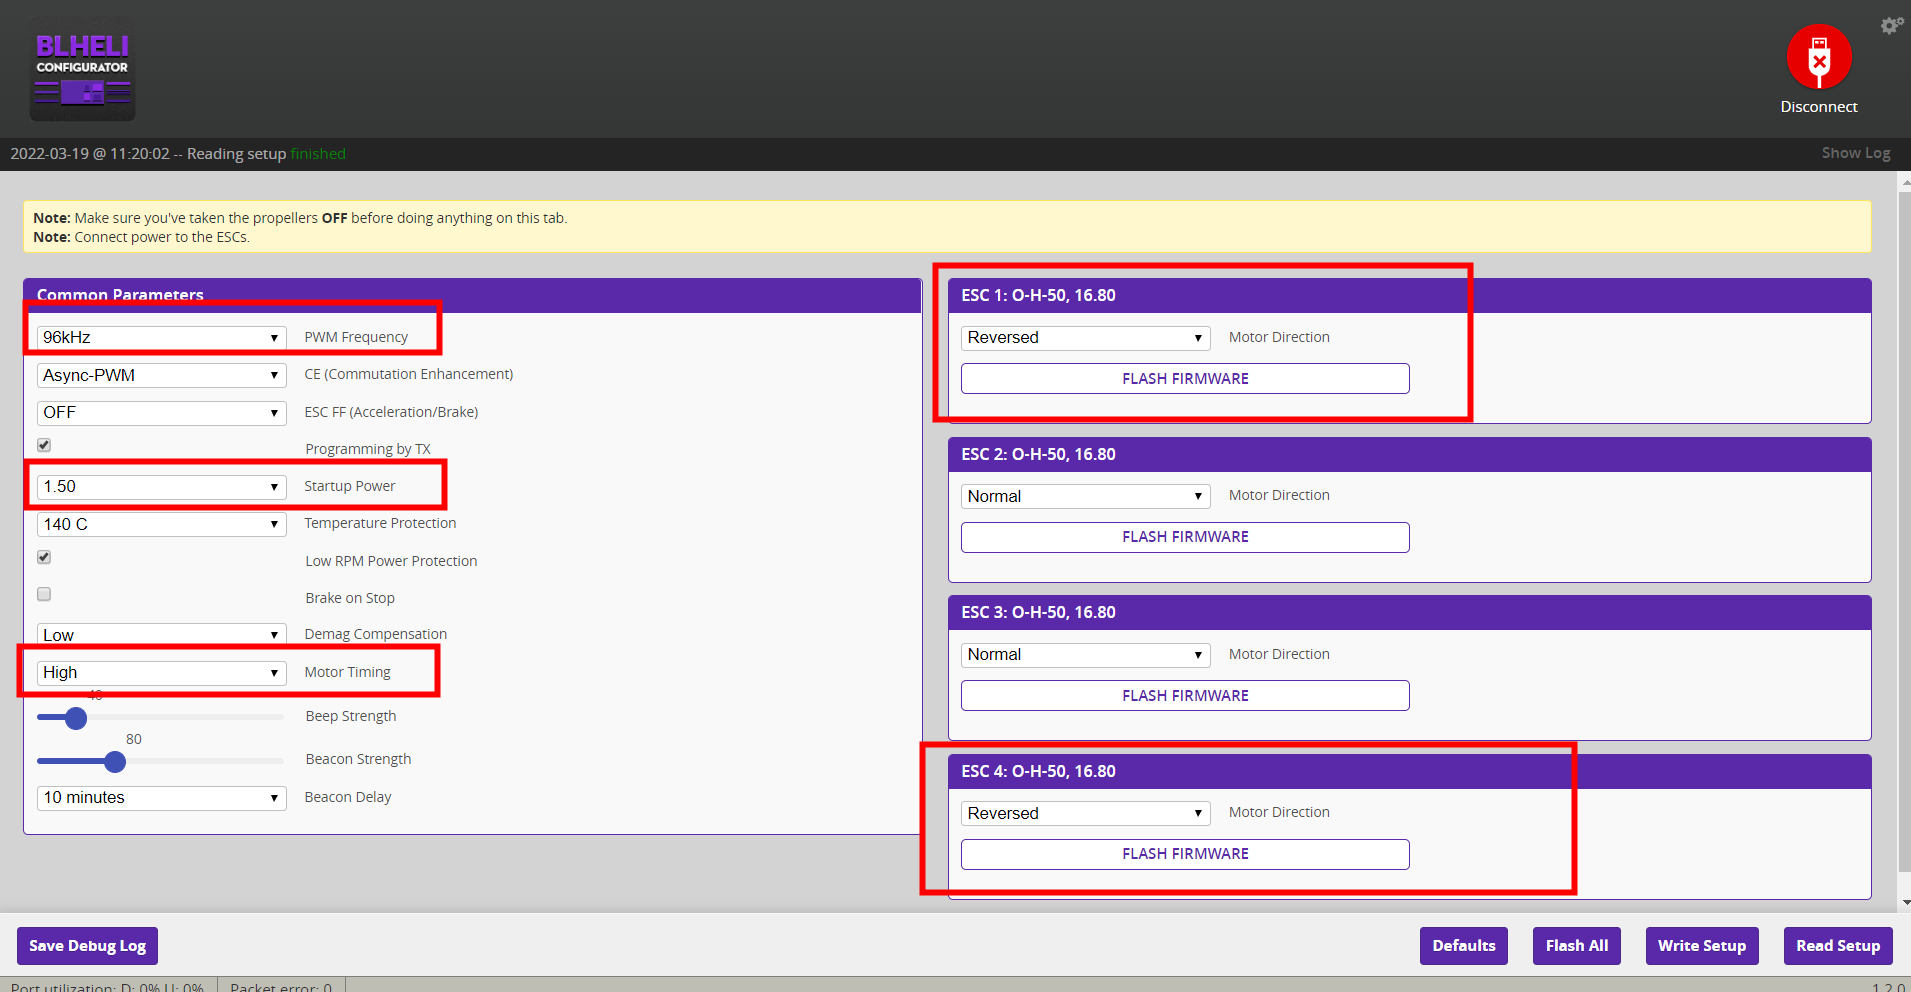 BLHELI
CONFIGURATOR
Disconnect
2022-03-19 @ 11:20:02 -- Reading setup finished
Show Log
Note: Make sure you've taken the propellers OFF before doing anything on this tab.
Note: Connect power to the ESCs.
Common Parameters
96kHz PWM Frequency
Async-PWM CE (Commutation Enhancement)
OFF ESC FF (Acceleration/Brake)
Programming by TX
1.50 Startup Power
140 C Temperature Protection
Low RPM Power Protection
Brake on Stop
Low Demag Compensation
High Motor Timing
Beep Strength
80
Beacon Strength
10 minutes Beacon Delay
ESC 1: O-H-50, 16.80
Reversed Motor Direction
FLASH FIRMWARE
ESC 2: O-H-50, 16.80
Normal Motor Direction
FLASH FIRMWARE
ESC 3: O-H-50, 16.80
Normal Motor Direction
FLASH FIRMWARE
ESC 4: O-H-50, 16.80
Reversed Motor Direction
FLASH FIRMWARE
Save Debug Log
Defaults
Flash All
Write Setup
Read Setup
Port utilization: D: 0% U: 0%
Packet error: 0
1.2.0